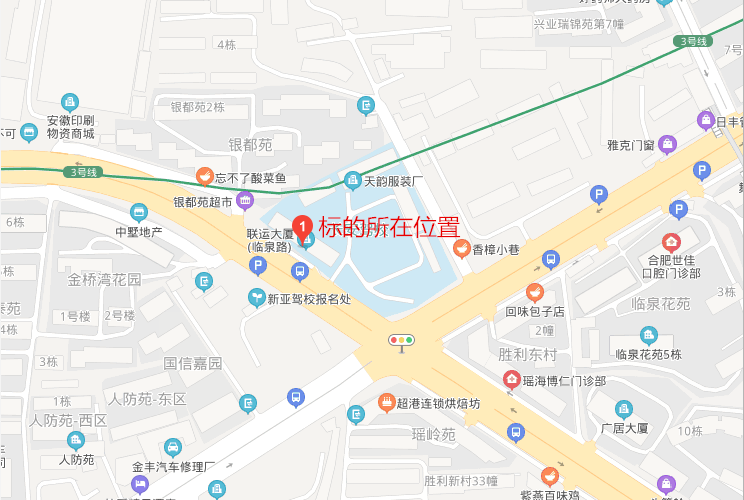 兴业瑞锦苑第7幢
3号线
4栋
7号
安徽印刷
物资商城
不可
银都苑2栋
银都苑
雅克门窗
3号线
忘不了酸菜鱼
天韵服装厂
银都苑超市
1
标的所在位置
联运大厦
(临泉路)
中墅地产
香樟小巷
合肥世佳
口腔门诊部
金桥湾花园
新亚驾校报名处
回味包子店
临泉花苑
3栋
1号楼
2号楼
4栋
2幢
胜利东村
临泉花苑5栋
3栋
国信嘉园
瑶海博仁门诊部
1栋
人防苑-东区
人防苑-西区
超港连锁烘焙坊
广居大厦
10栋
瑶岭苑
人防苑
金丰汽车修理厂
胜利新村33幢
紫燕百味鸡